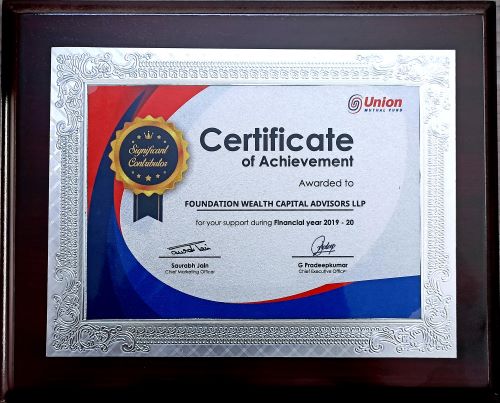 Union
MUTUAL FUND
Significant
Contributor
Certificate
of Achievement
Awarded to
FOUNDATION WEALTH CAPITAL ADVISORS LLP
for your support during Financial year 2019 - 20
Saurabh Jain
Chief Marketing Officer
G Pradeepkumar
Chief Executive Officer